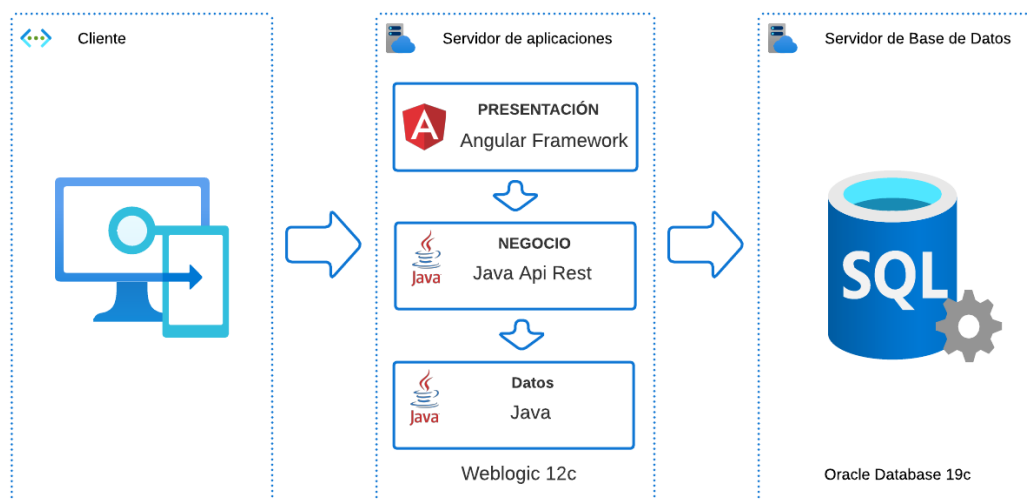 Cliente
Servidor de aplicaciones
PRESENTACIÓN
Angular Framework
NEGOCIO
Java Api Rest
Java
Datos
Java
Java
Weblogic 12c
Servidor de Base de Datos
SQL
Oracle Database 19c